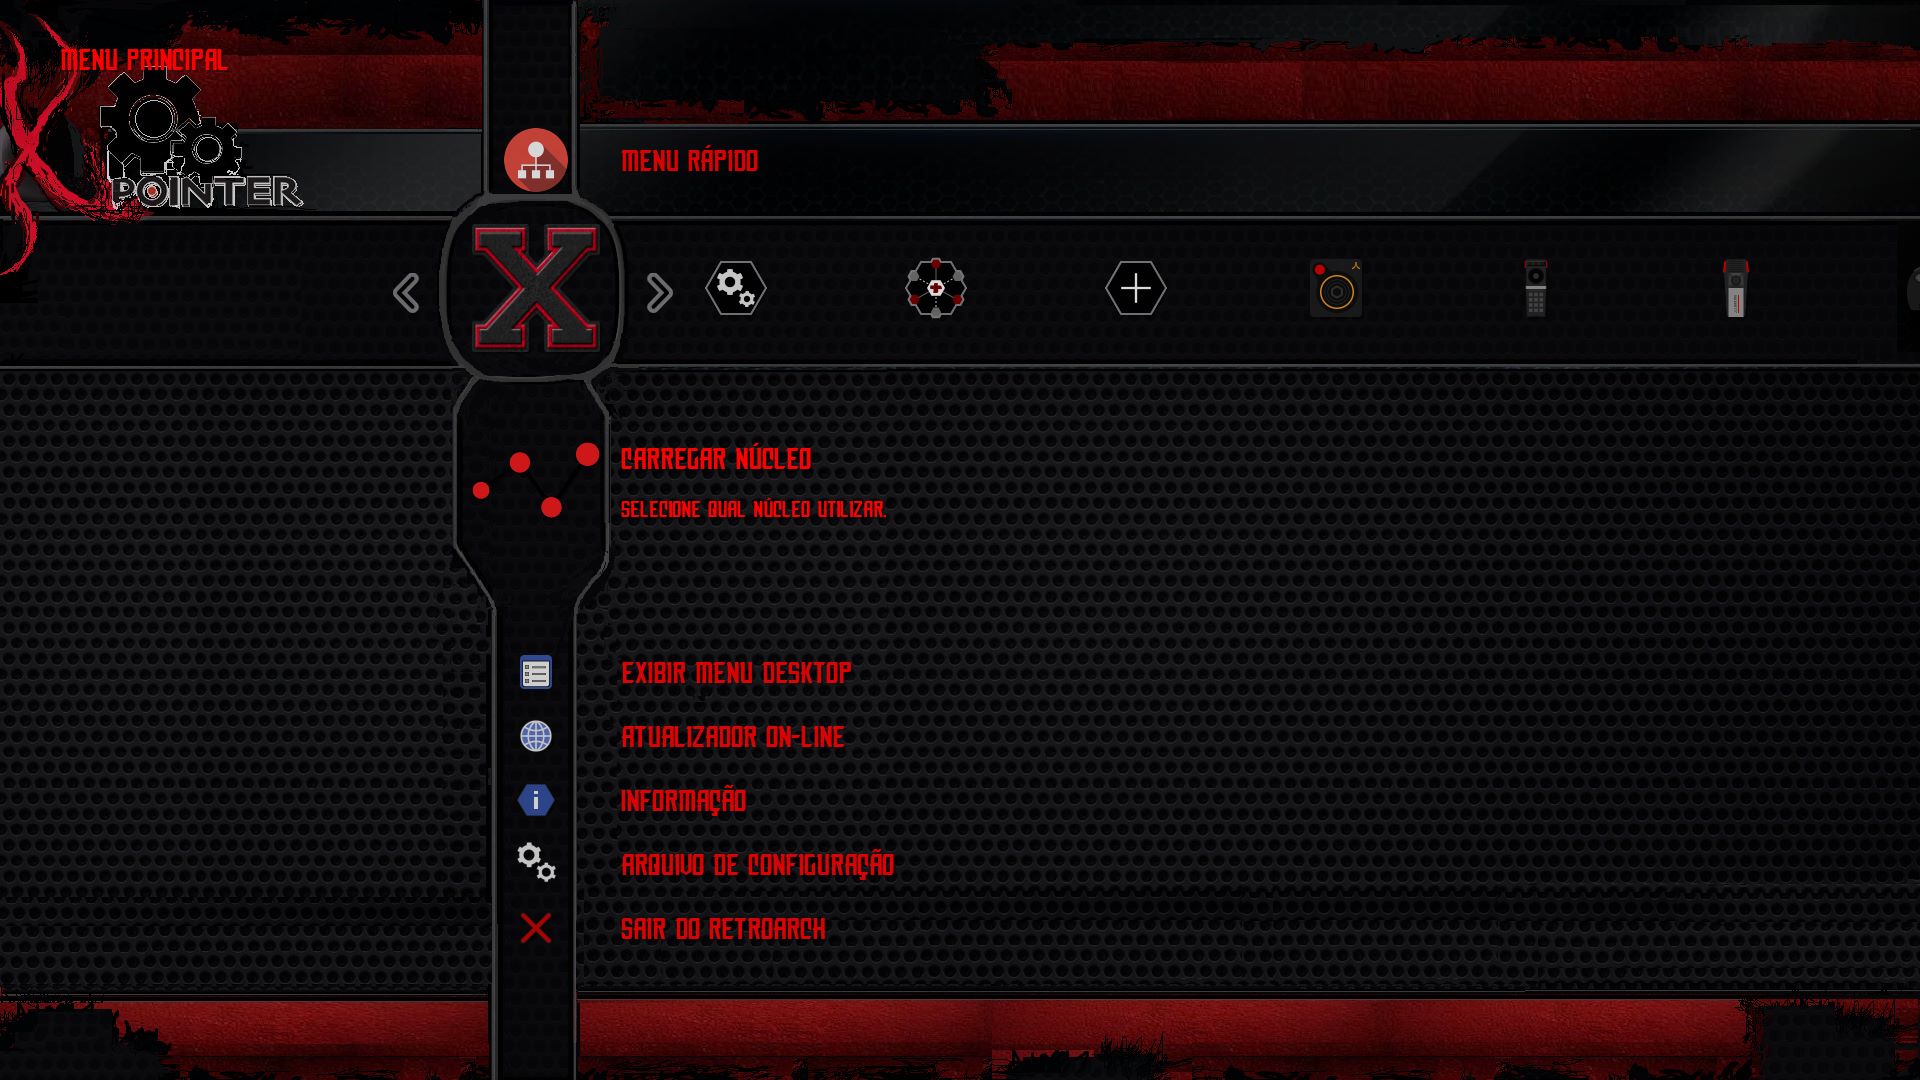 MENU PRINCIPAL
POINTER
MENU RÁPIDO
X
CARREGAR NÚCLEO
SELECIONE QUAL NÚCLEO UTILIZAR.
EXIBIR MENU DESKTOP
ATUALIZADOR ON-LINE
INFORMAÇÃO
ARQUIVO DE CONFIGURAÇÃO
SAIR DO RETROARCH